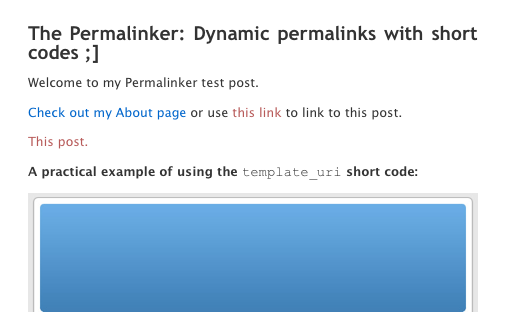 The Permalinker: Dynamic permalinks with short
codes ;]
Welcome to my Permalinker test post.
Check out my About page or use this link to link to this post.
This post.
A practical example of using the template_uri short code: